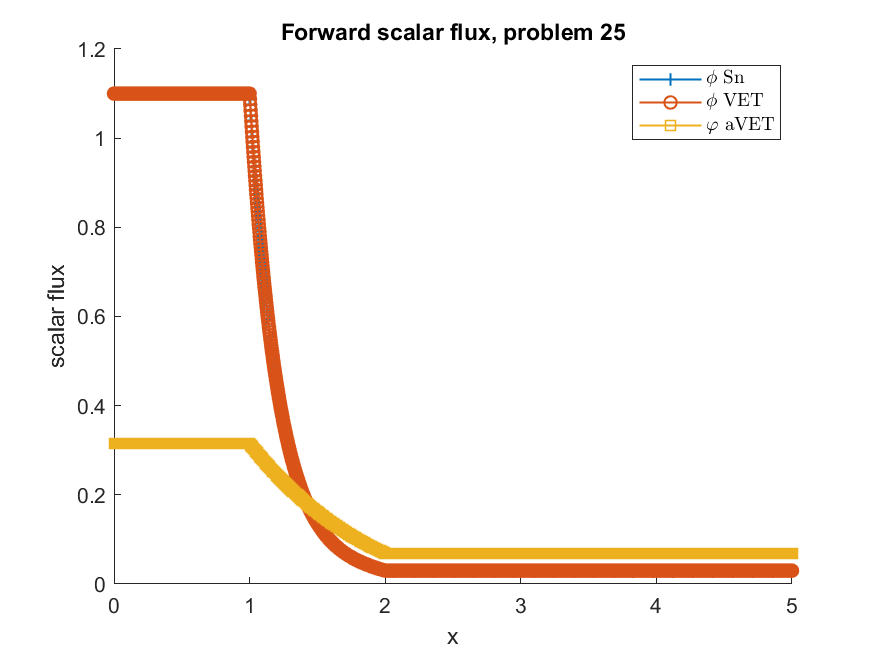 Forward scalar flux, problem 25
ϕ Sn
ϕ VET
φ aVET
scalar flux
1.2
1
0.8
0.6
0.4
0.2
0
0
1
2
3
4
5
x